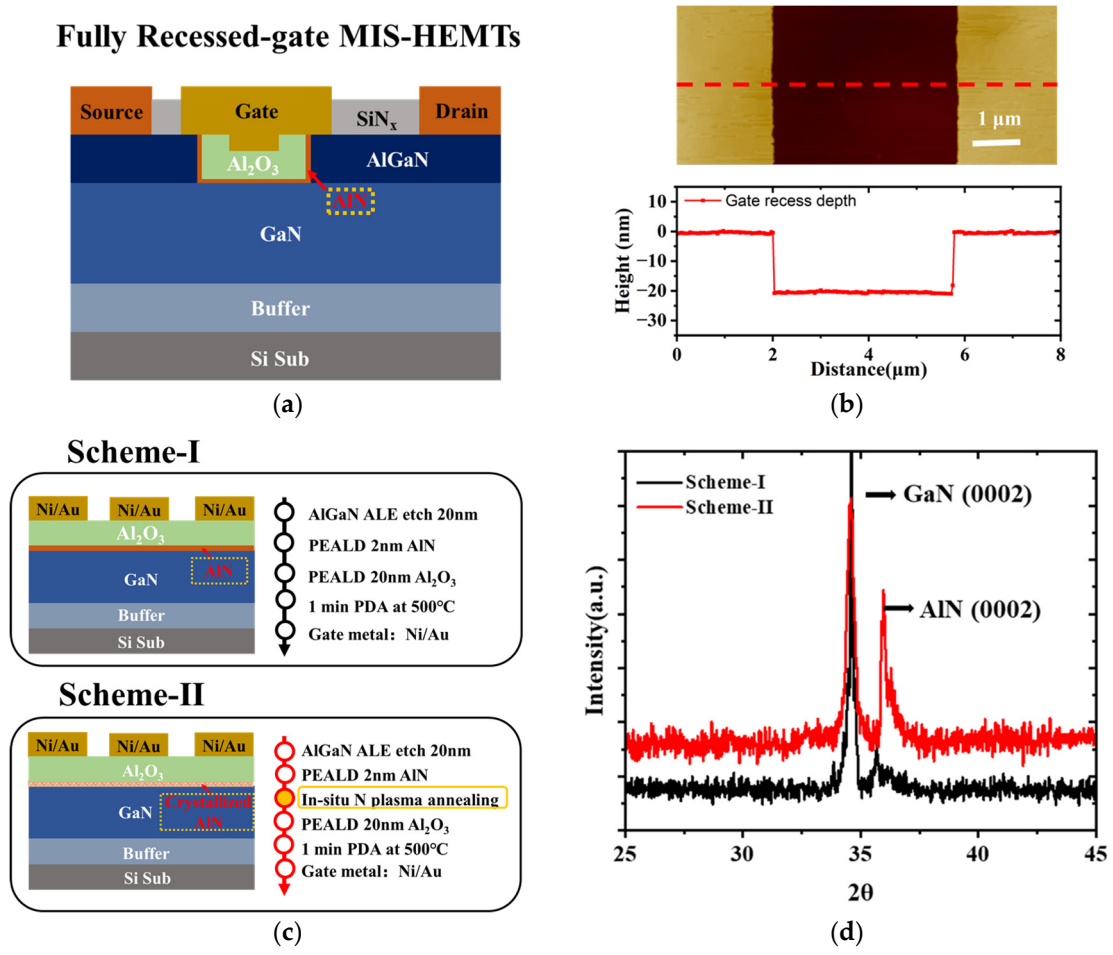 Fully Recessed-gate MIS-HEMTs
Source
Gate
SiNₓ
Drain
Al₂O₃
AlGaN
AlN
GaN
Buffer
Si Sub
(a)
1 μm
Gate recess depth
Height (nm)
0
−10
−20
−30
0 2 4 6 8
Distance(μm)
(b)
Scheme-I
Ni/Au Ni/Au Ni/Au
Al₂O₃
AlN
GaN
Buffer
Si Sub
AlGaN ALE etch 20nm
PEALD 2nm AlN
PEALD 20nm Al₂O₃
1 min PDA at 500℃
Gate metal: Ni/Au
Scheme-II
Ni/Au Ni/Au Ni/Au
Al₂O₃
Crystallized
AlN
GaN
Buffer
Si Sub
AlGaN ALE etch 20nm
PEALD 2nm AlN
In-situ N plasma annealing
PEALD 20nm Al₂O₃
1 min PDA at 500℃
Gate metal: Ni/Au
(c)
Scheme-I
Scheme-II
GaN (0002)
AlN (0002)
Intensity(a.u.)
25 30 35 40 45
2θ
(d)